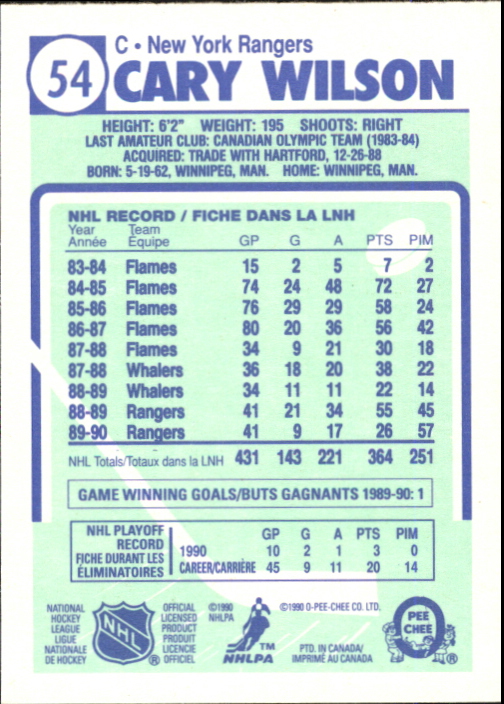 54
C • New York Rangers
CARY WILSON
HEIGHT: 6'2" WEIGHT: 195 SHOOTS: RIGHT
LAST AMATEUR CLUB: CANADIAN OLYMPIC TEAM (1983-84)
ACQUIRED: TRADE WITH HARTFORD, 12-26-88
BORN: 5-19-62, WINNIPEG, MAN. HOME: WINNIPEG, MAN.
NHL RECORD / FICHE DANS LA LNH
Year Team
Année Équipe GP G A PTS PIM
83-84 Flames 15 2 5 7 2
84-85 Flames 74 24 48 72 27
85-86 Flames 76 29 29 58 24
86-87 Flames 80 20 36 56 42
87-88 Flames 34 9 21 30 18
87-88 Whalers 36 18 20 38 22
88-89 Whalers 34 11 11 22 14
88-89 Rangers 41 21 34 55 45
89-90 Rangers 41 9 17 26 57
NHL Totals/Totaux dans la LNH 431 143 221 364 251
GAME WINNING GOALS/BUTS GAGNANTS 1989-90: 1
NHL PLAYOFF
RECORD
FICHE DURANT LES
ÉLIMINATOIRES
GP G A PTS PIM
1990 10 2 1 3 0
CAREER/CARRIÈRE 45 9 11 20 14
NATIONAL
HOCKEY
LEAGUE
LIGUE
NATIONALE
DE HOCKEY
NHL
®
OFFICIAL
LICENSED
PRODUCT
PRODUIT
LICENCIE
OFFICIEL
©1990
NHLPA
TM
NHLPA
©1990 O-PEE-CHEE CO. LTD.
PTD. IN CANADA/
IMPRIMÉ AU CANADA
PEE
CHEE
®